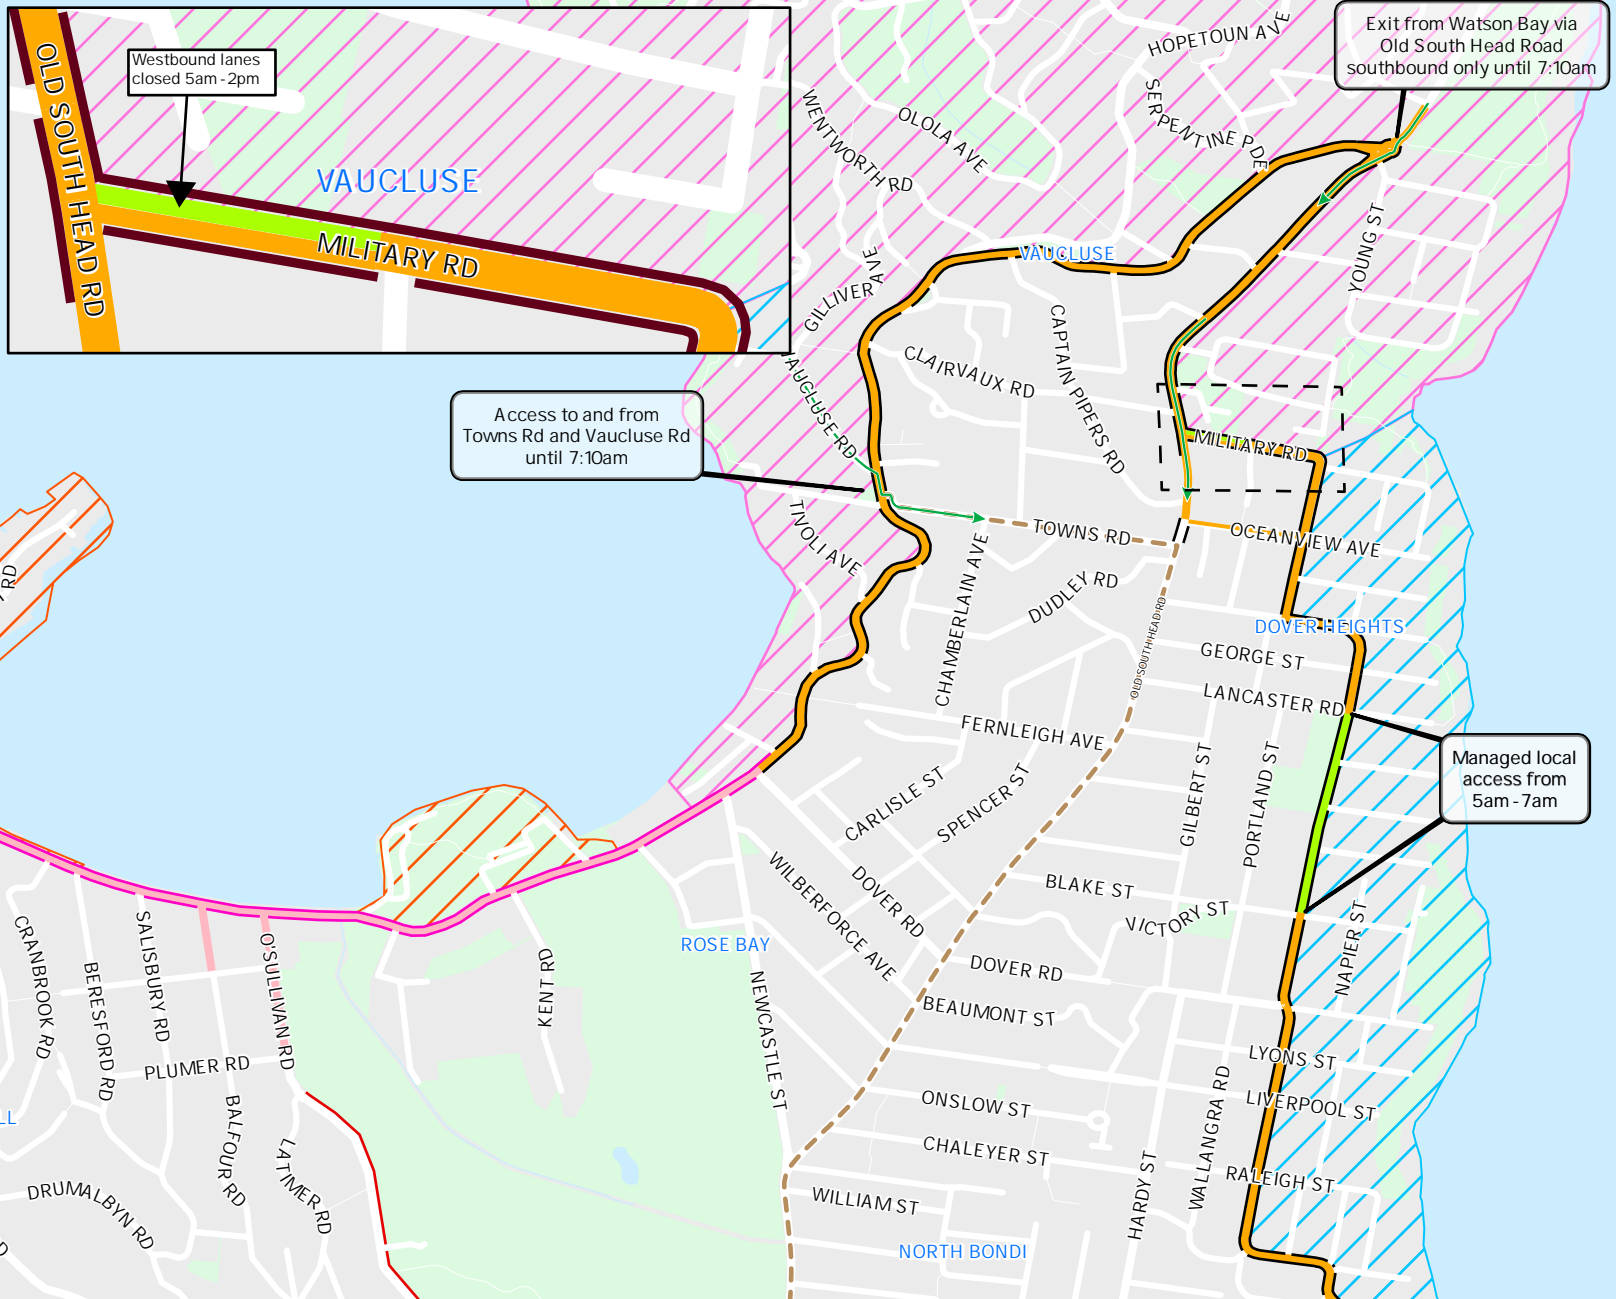 OLD SOUTH HEAD RD
Westbound lanes
closed 5am-2pm
VAUCLUSE
MILITARY RD
Exit from Watson Bay via
Old South Head Road
southbound only until 7:10am
HOPETOUN AVE
SERPENTINE PDE
WENTWORTH RD
OLOLA AVE
YOUNG ST
VAUCLUSE
AVE
GILLIVER
CAPTAIN PIPERS RD
CLAIRVAUX RD
VAUCLUSE RD
Access to and from
Towns Rd and Vaucluse Rd
until 7:10am
MILITARY RD
TIVOLI AVE
TOWNS RD
OCEANVIEW AVE
RD
CHAMBERLAIN AVE
DUDLEY RD
OLD SOUTH HEAD RD
DOVER HEIGHTS
GEORGE ST
LANCASTER RD
FERNLEIGH AVE
Managed local
access from
5am-7am
CARLISLE ST
SPENCER ST
GILBERT ST
PORTLAND ST
WILBERFORCE AVE
DOVER RD
BLAKE ST
VICTORY ST
NAPIER ST
CRANBROOK RD
BERESFORD RD
SALISBURY RD
O'SULLIVAN RD
KENT RD
ROSE BAY
NEWCASTLE ST
DOVER RD
BEAUMONT ST
LYONS ST
PLUMER RD
BALFOUR RD
ONSLOW ST
LIVERPOOL ST
LL
LATIMER RD
CHALEYER ST
HARDY ST
WALLANGRA RD
RALEIGH ST
DRUMALBYN RD
WILLIAM ST
D
NORTH BONDI